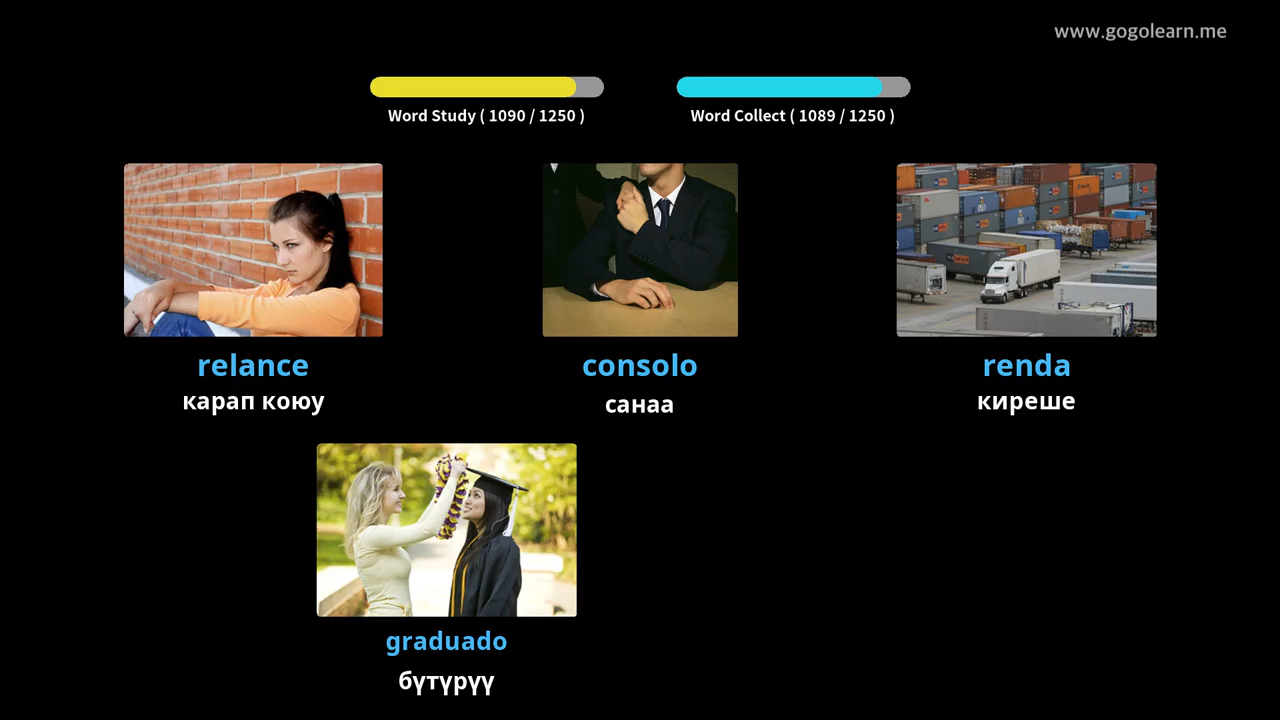 www.gogolearn.me
Word Study ( 1090 / 1250 )
Word Collect ( 1089 / 1250 )
relance
consolo
renda
карап коюу
санаа
киреше
graduado
бүтүрүү